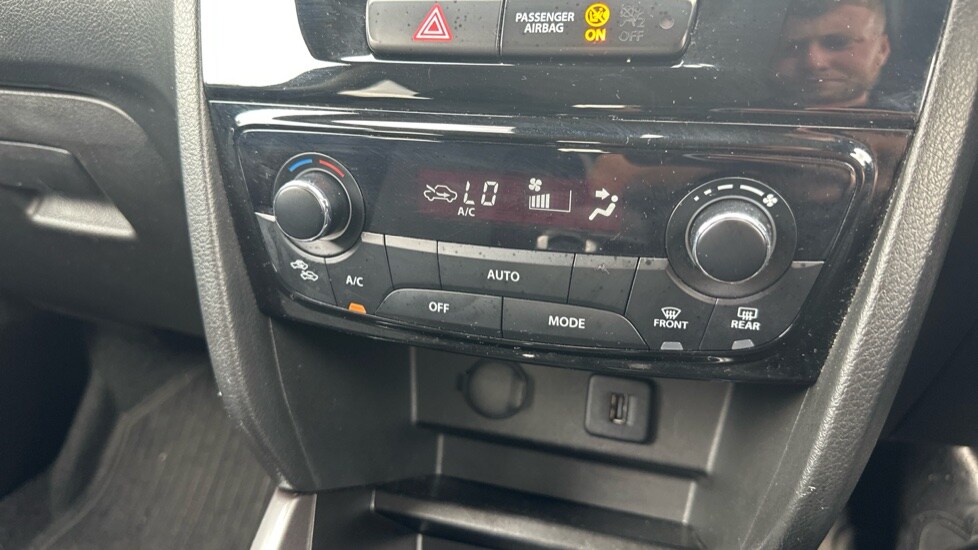 PASSENGER
AIRBAG
ON
OFF
LO
A/C
A/C
AUTO
OFF
MODE
FRONT
REAR